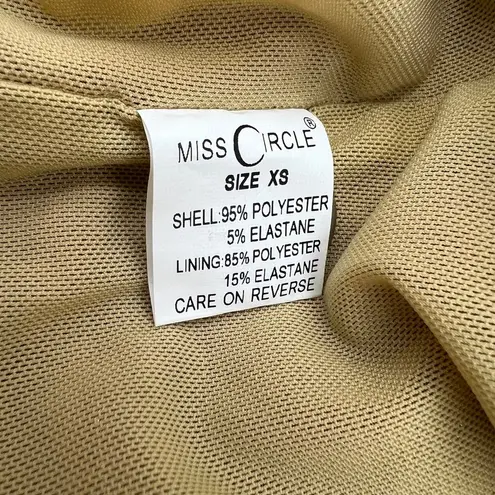 MISS CIRCLE®
SIZE XS
SHELL:95% POLYESTER
5% ELASTANE
LINING:85% POLYESTER
15% ELASTANE
CARE ON REVERSE